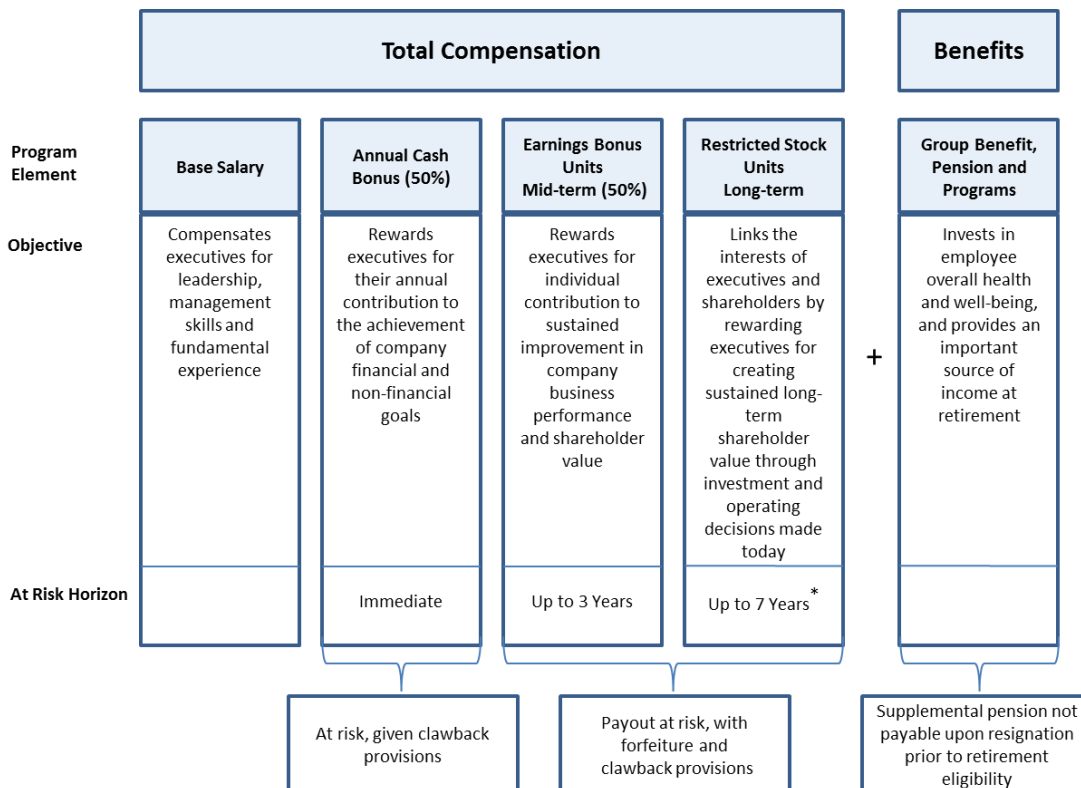 Total Compensation
Benefits
Program
Element
Base Salary
Annual Cash
Bonus (50%)
Earnings Bonus
Units
Mid-term (50%)
Restricted Stock
Units
Long-term
Group Benefit,
Pension and
Programs
Objective
Compensates
executives for
leadership,
management
skills and
fundamental
experience
Rewards
executives for
their annual
contribution to
the achievement
of company
financial and
non-financial
goals
Rewards
executives for
individual
contribution to
sustained
improvement in
company
business
performance
and shareholder
value
Links the
interests of
executives and
shareholders by
rewarding
executives for
creating
sustained long-
term
shareholder
value through
investment and
operating
decisions made
today
+
Invests in
employee
overall health
and well-being,
and provides an
important
source of
income at
retirement
At Risk Horizon
Immediate
Up to 3 Years
Up to 7 Years*
At risk, given clawback
provisions
Payout at risk, with
forfeiture and
clawback provisions
Supplemental pension not
payable upon resignation
prior to retirement
eligibility